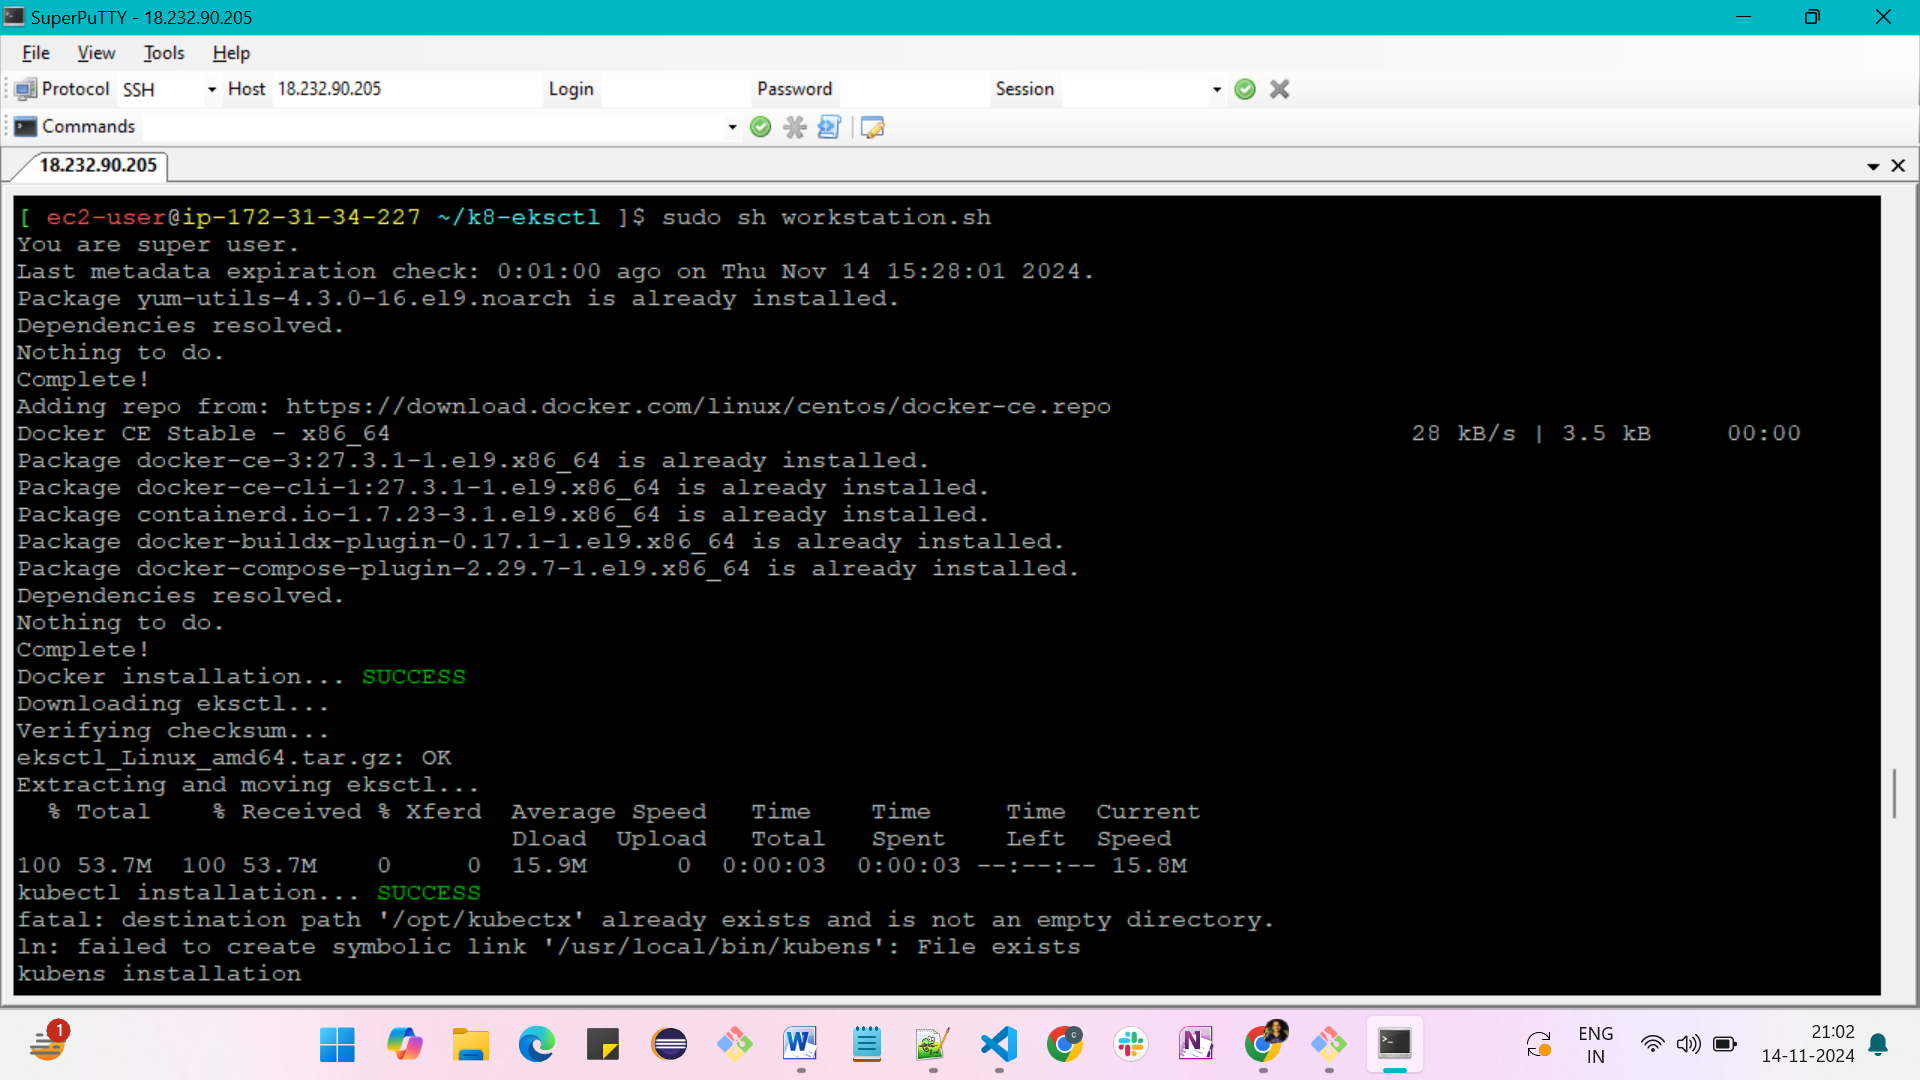 SuperPuTTY - 18.232.90.205
File View Tools Help
Protocol SSH Host 18.232.90.205 Login Password Session
Commands
18.232.90.205
[ ec2-user@ip-172-31-34-227 ~/k8-eksctl ]$ sudo sh workstation.sh
You are super user.
Last metadata expiration check: 0:01:00 ago on Thu Nov 14 15:28:01 2024.
Package yum-utils-4.3.0-16.el9.noarch is already installed.
Dependencies resolved.
Nothing to do.
Complete!
Adding repo from: https://download.docker.com/linux/centos/docker-ce.repo
Docker CE Stable - x86_64 28 kB/s | 3.5 kB 00:00
Package docker-ce-3:27.3.1-1.el9.x86_64 is already installed.
Package docker-ce-cli-1:27.3.1-1.el9.x86_64 is already installed.
Package containerd.io-1.7.23-3.1.el9.x86_64 is already installed.
Package docker-buildx-plugin-0.17.1-1.el9.x86_64 is already installed.
Package docker-compose-plugin-2.29.7-1.el9.x86_64 is already installed.
Dependencies resolved.
Nothing to do.
Complete!
Docker installation... SUCCESS
Downloading eksctl...
Verifying checksum...
eksctl_Linux_amd64.tar.gz: OK
Extracting and moving eksctl...
% Total % Received % Xferd Average Speed Time Time Time Current
Dload Upload Total Spent Left Speed
100 53.7M 100 53.7M 0 0 15.9M 0 0:00:03 0:00:03 --:--:-- 15.8M
kubectl installation... SUCCESS
fatal: destination path '/opt/kubectx' already exists and is not an empty directory.
ln: failed to create symbolic link '/usr/local/bin/kubens': File exists
kubens installation
1
ENG
IN
21:02
14-11-2024